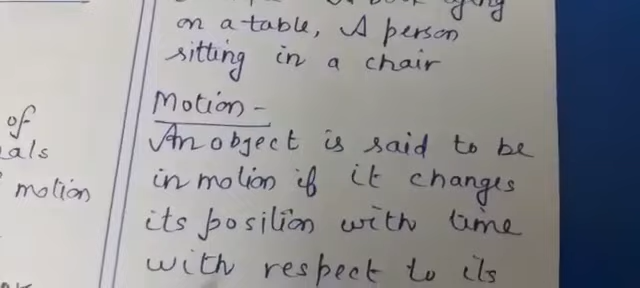 of
als
motion
on a table, A person
sitting in a chair
Motion -
An object is said to be
in motion if it changes
its position with time
with respect to its